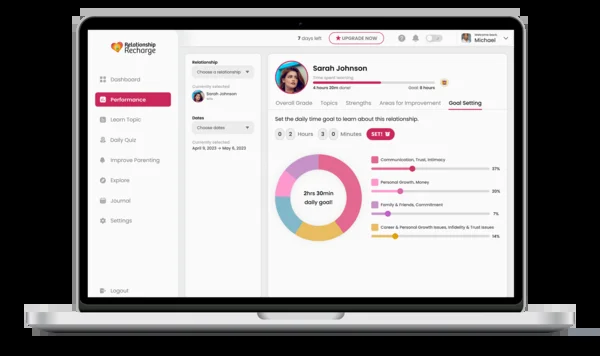 Relationship
Recharge
7 days left
UPGRADE NOW
Michael
Dashboard
Performance
Learn Topic
Daily Quiz
Improve Parenting
Explore
Journal
Settings
Logout
Relationship
Choose a relationship
Currently selected
Sarah Johnson
Dates
Choose dates
Currently Selected
April 9, 2023 → May 9, 2023
Sarah Johnson
Time spent learning
4 hours 20m done!
Goal: 6 hours
Overall Grade
Topics
Strengths
Areas for Improvement
Goal Setting
Set the daily time goal to learn about this relationship.
0 2 Hours 3 0 Minutes SET!
2hrs 30min
daily goal!
Communication, Trust, Intimacy
37%
Personal Growth, Money
20%
Family & Friends, Commitment
7%
Career & Personal Growth Issues, Infidelity & Trust Issues
14%